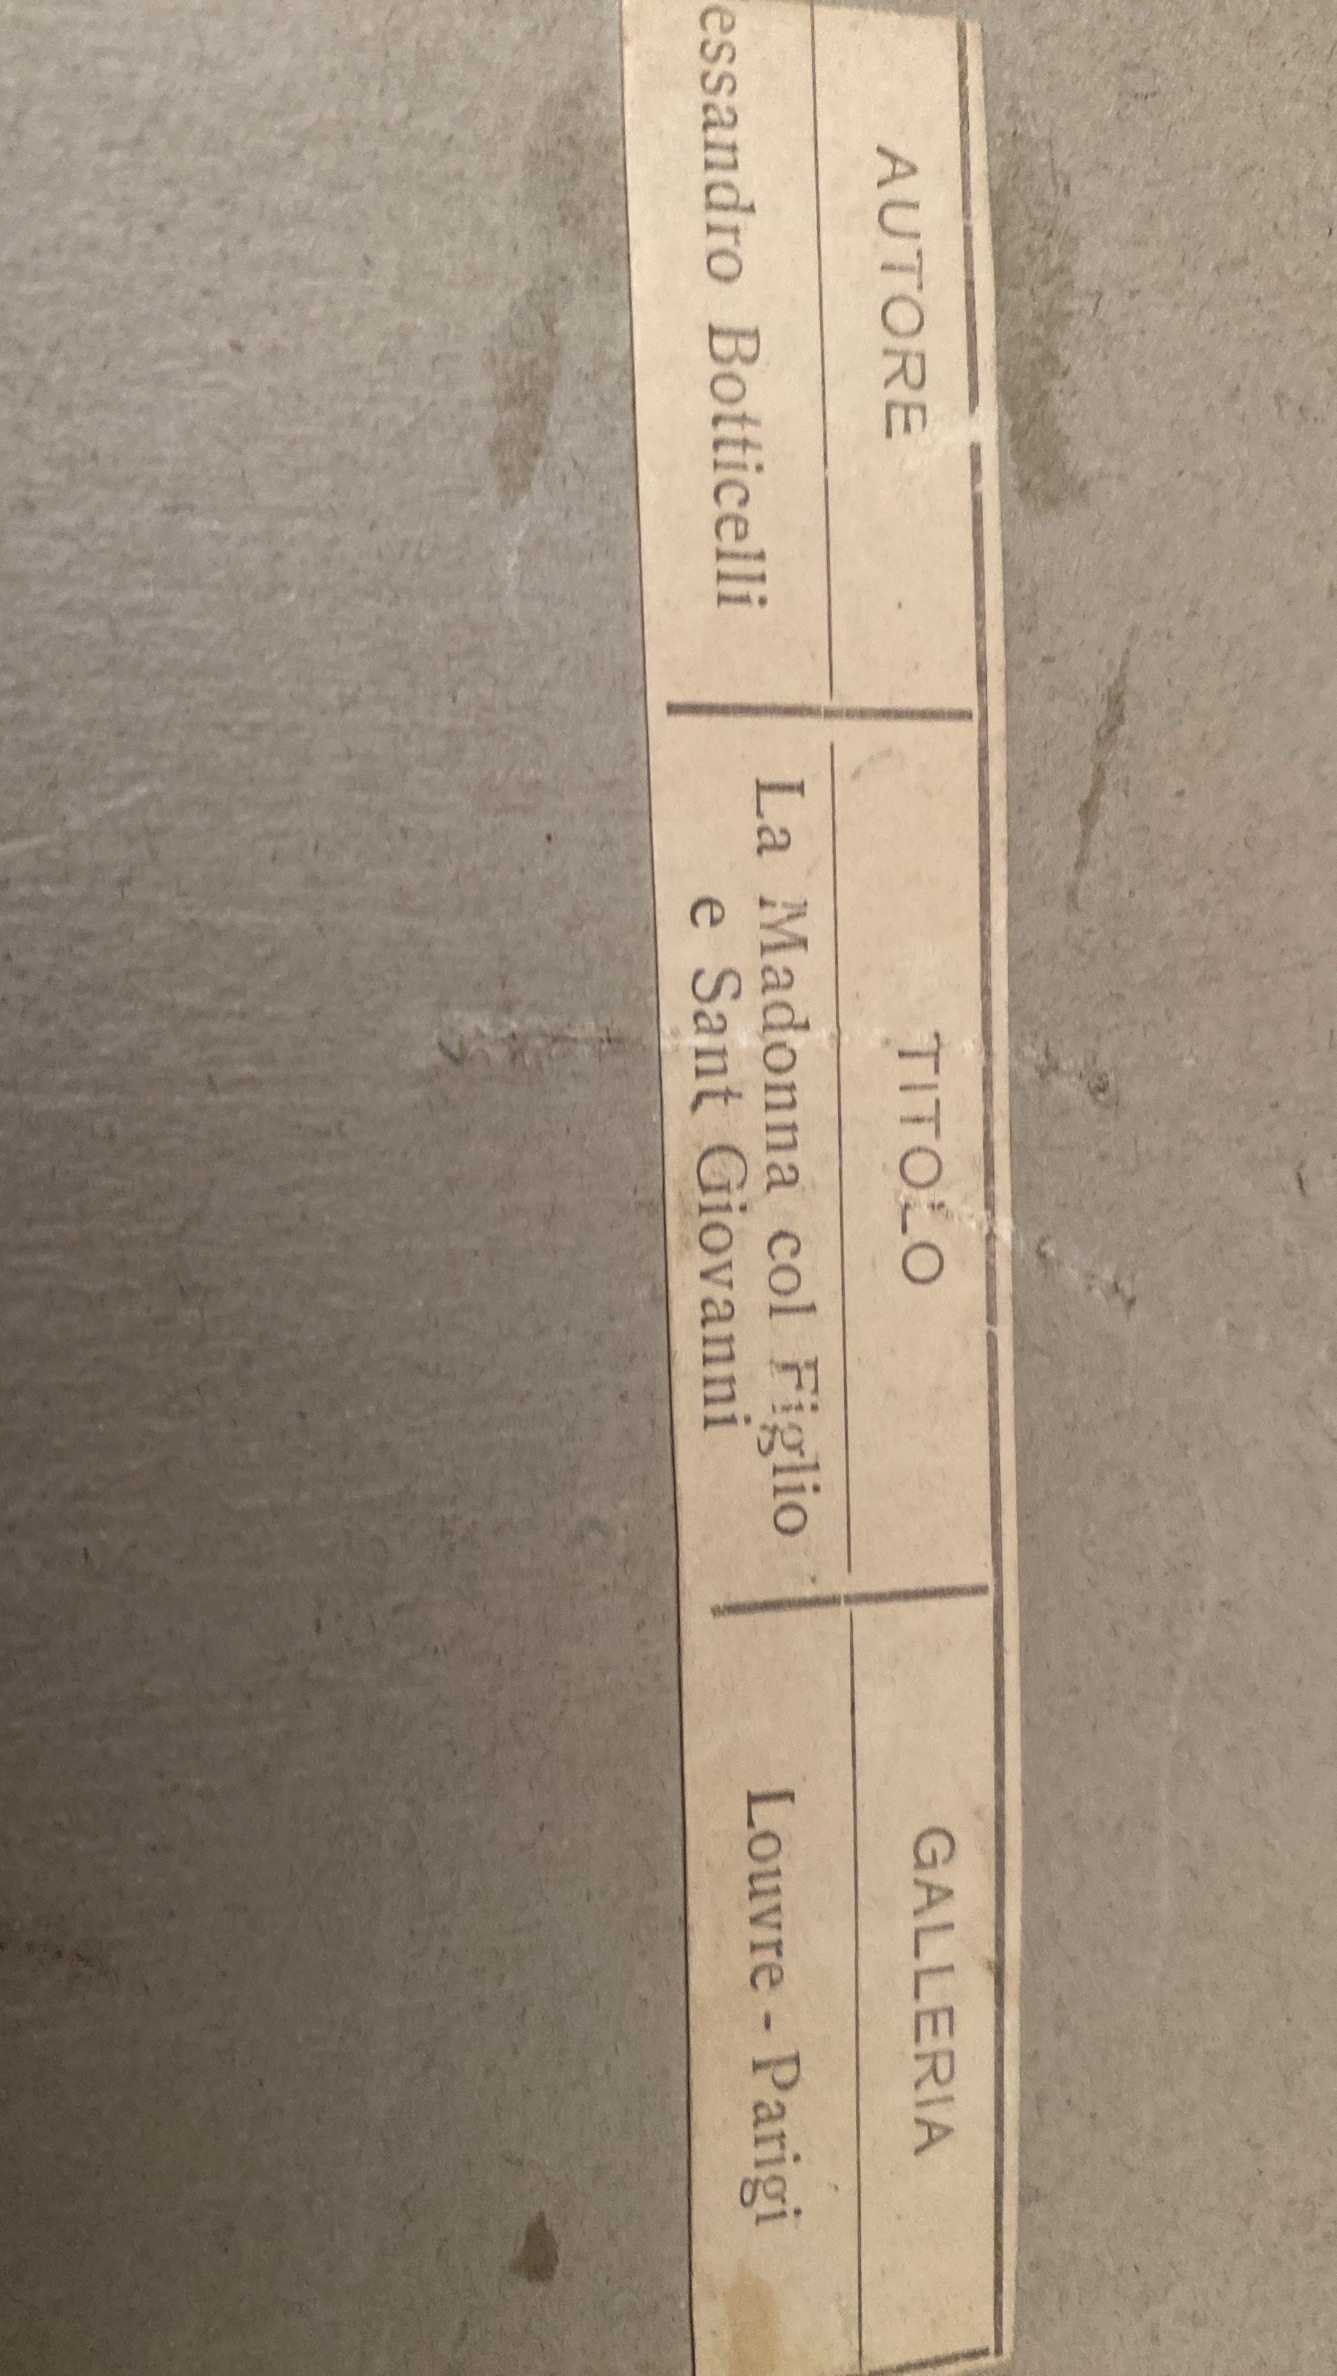 AUTORE
essandro Botticelli
TITOLO
La Madonna col Figlio
e Sant Giovanni
GALLERIA
Louvre - Parigi